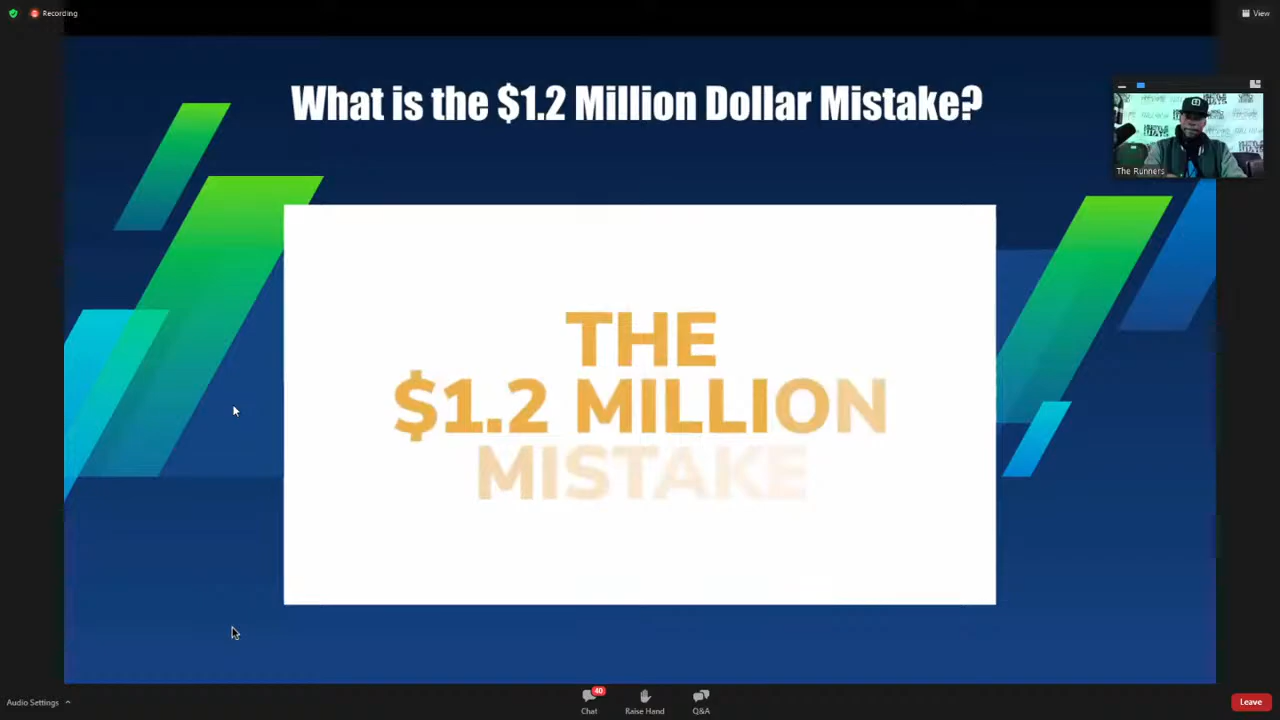 Recording
View
What is the $1.2 Million Dollar Mistake?
The Runners
THE
$1.2 MILLION
MISTAKE
Audio Settings
40
Chat
Raise Hand
Q&A
Leave